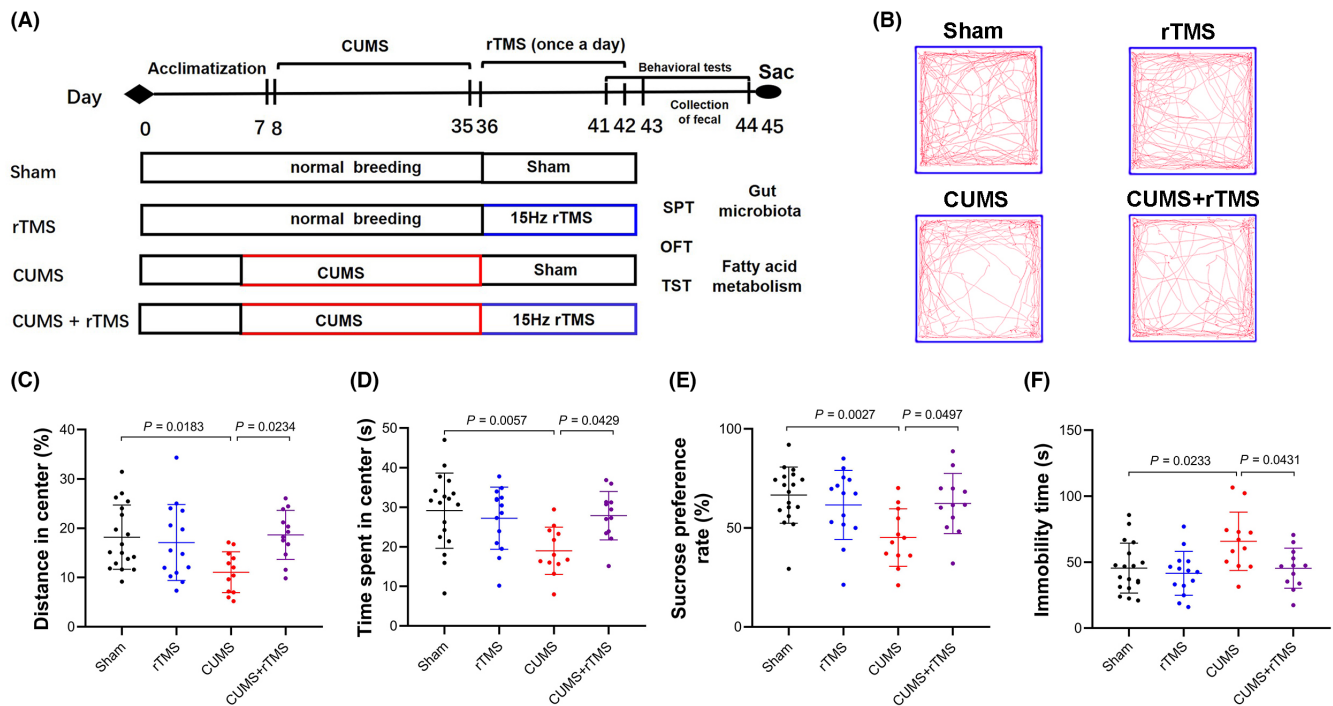 (A)
CUMS
rTMS (once a day)
Acclimatization
Behavioral tests
Sac
Day
Collection
of fecal
0
7 8
35 36
41 42 43
44 45
Sham
normal breeding
Sham
rTMS
normal breeding
15Hz rTMS
CUMS
CUMS
Sham
CUMS + rTMS
CUMS
15Hz rTMS
SPT
OFT
TST
Gut
microbiota
Fatty acid
metabolism
(B)
Sham
rTMS
CUMS
CUMS+rTMS
(C)
Distance in center (%)
40
30
20
10
0
P = 0.0183
P = 0.0234
Sham
rTMS
CUMS
CUMS+rTMS
(D)
Time spent in center (s)
50
40
30
20
10
0
P = 0.0057
P = 0.0429
Sham
rTMS
CUMS
CUMS+rTMS
(E)
Sucrose preference
rate (%)
100
50
0
P = 0.0027
P = 0.0497
Sham
rTMS
CUMS
CUMS+rTMS
(F)
Immobility time (s)
150
100
50
0
P = 0.0233
P = 0.0431
Sham
rTMS
CUMS
CUMS+rTMS